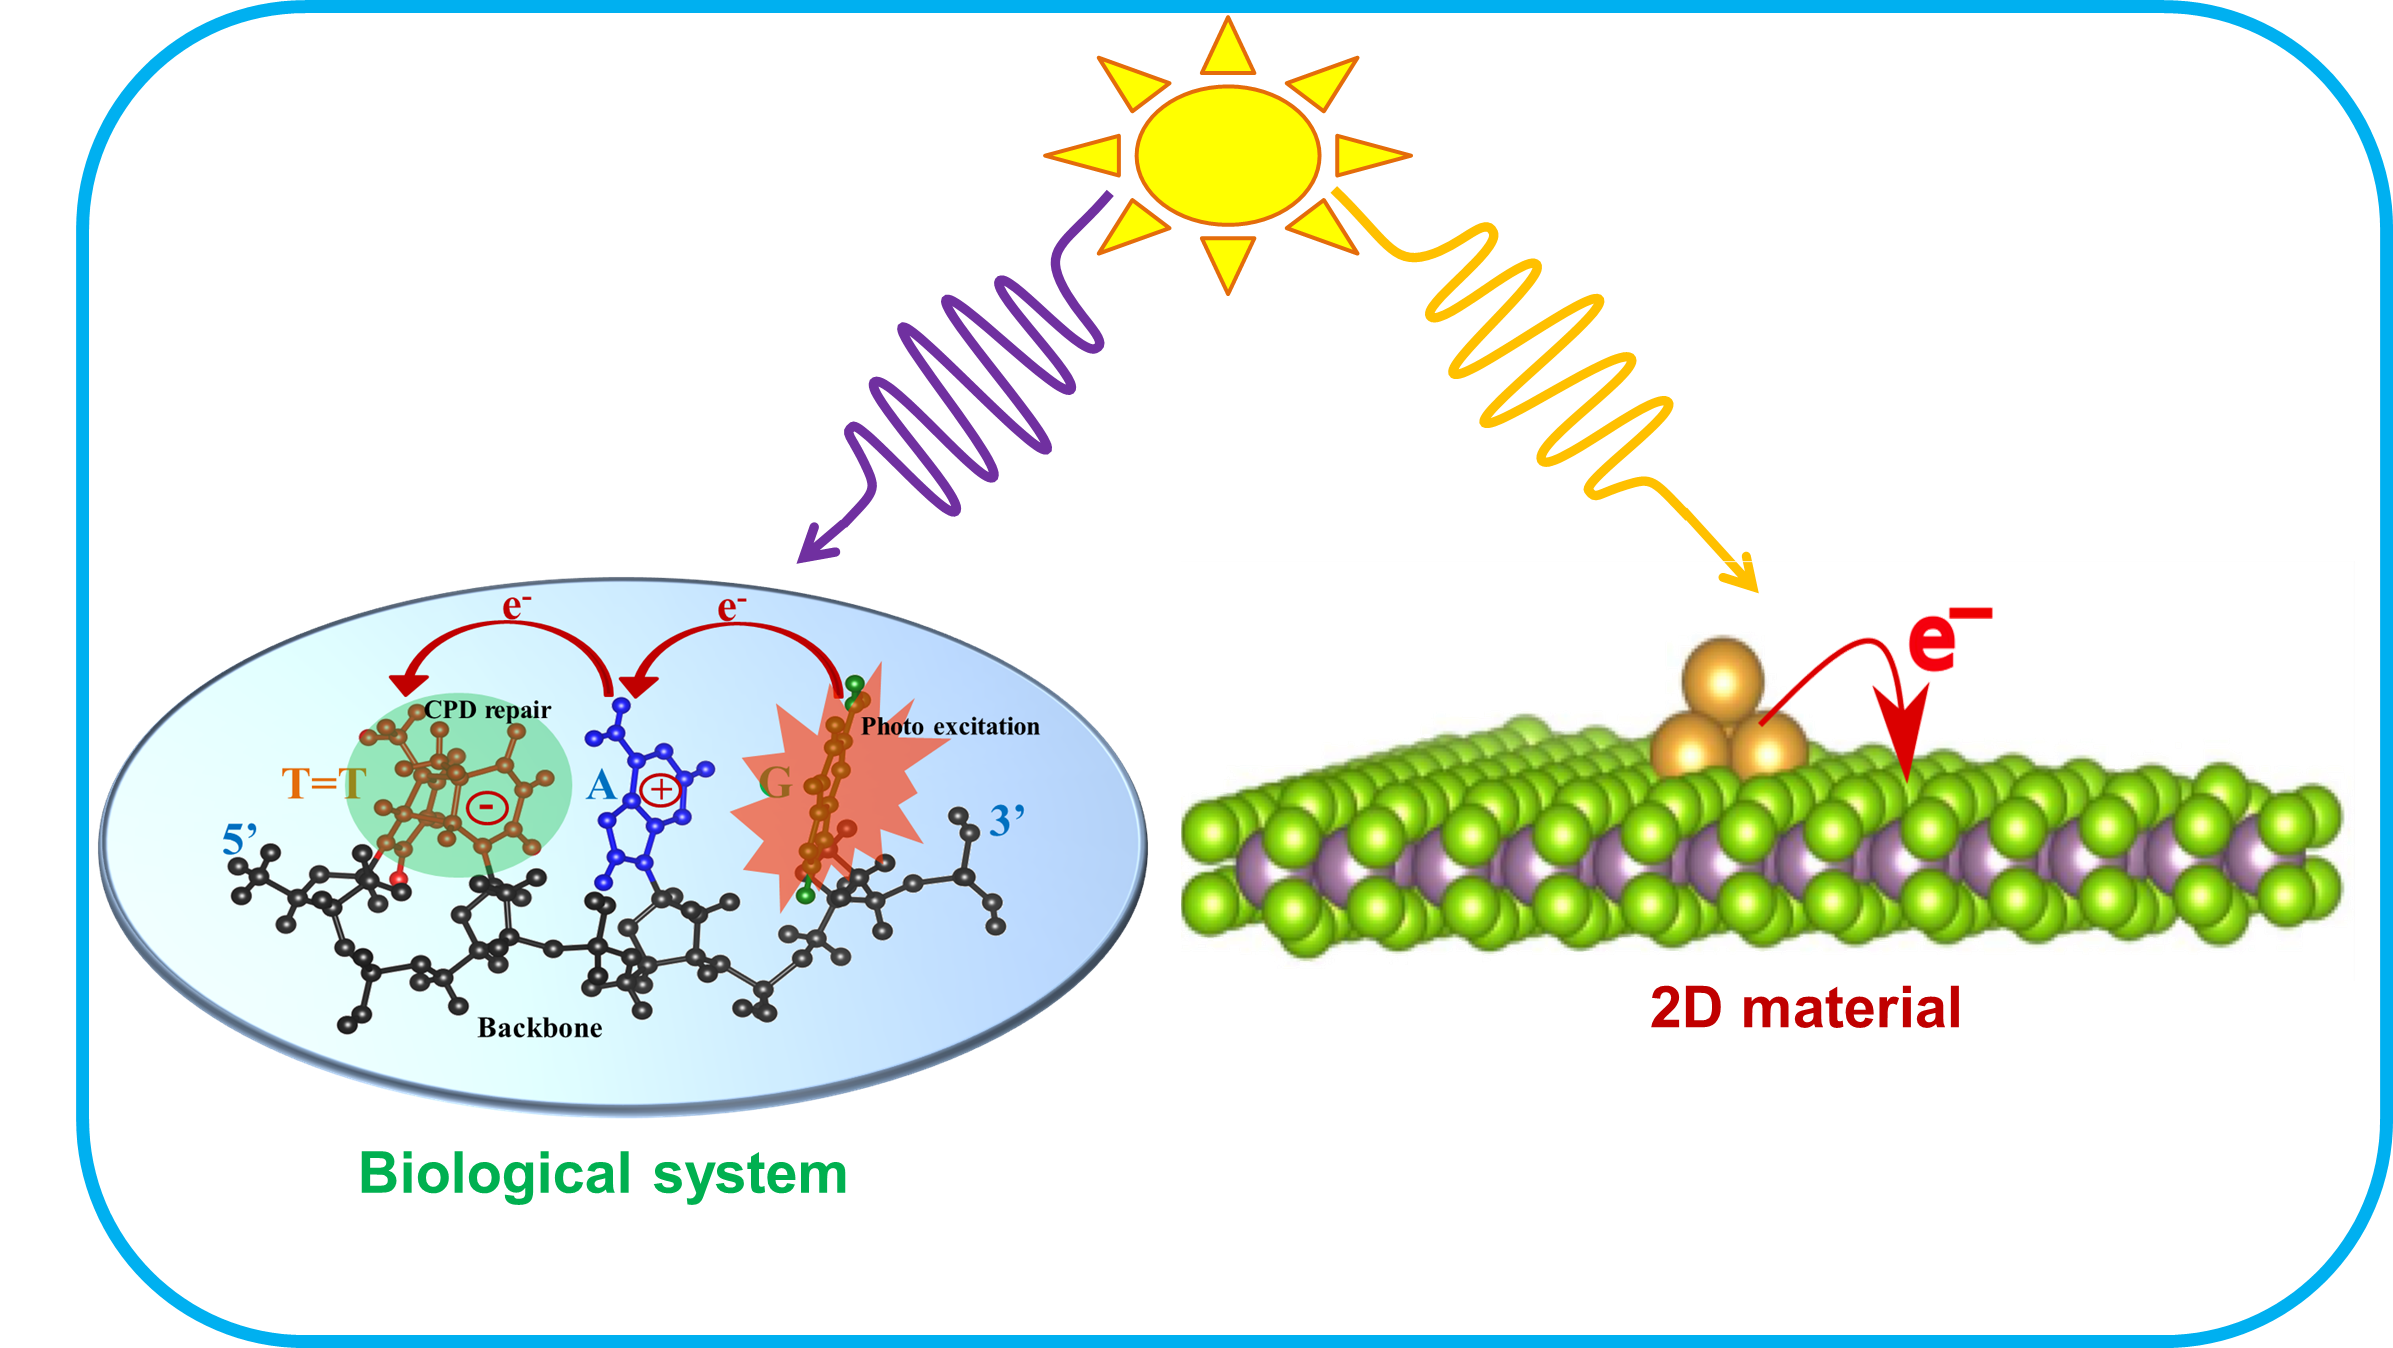 e-
e-
e−
CPD repair
Photo excitation
T=T
A
G
-
+
5’
3’
Backbone
2D material
Biological system